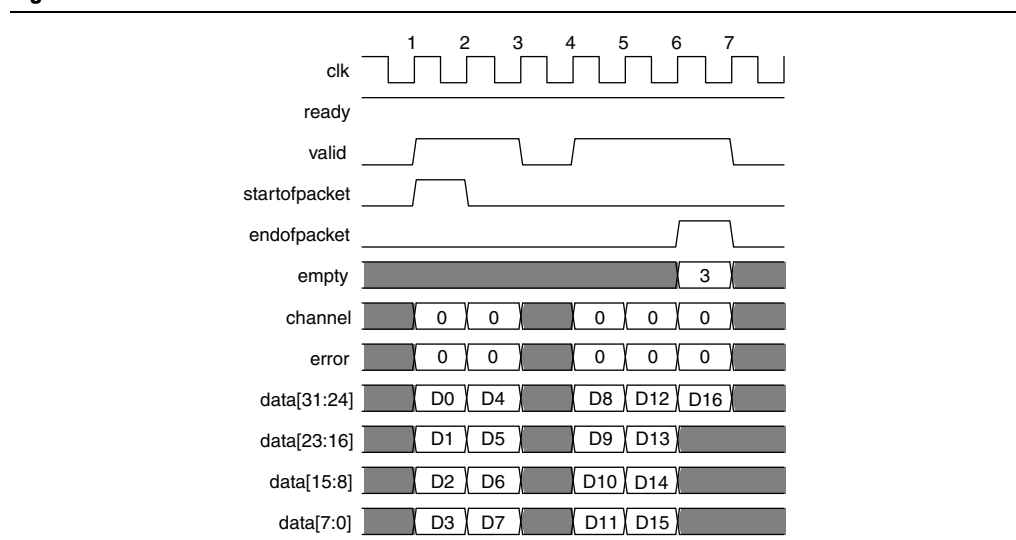 1 2 3 4 5 6 7
clk
ready
valid
startofpacket
endofpacket
empty 3
channel 0 0 0 0 0
error 0 0 0 0 0
data[31:24] D0 D4 D8 D12 D16
data[23:16] D1 D5 D9 D13
data[15:8] D2 D6 D10 D14
data[7:0] D3 D7 D11 D15